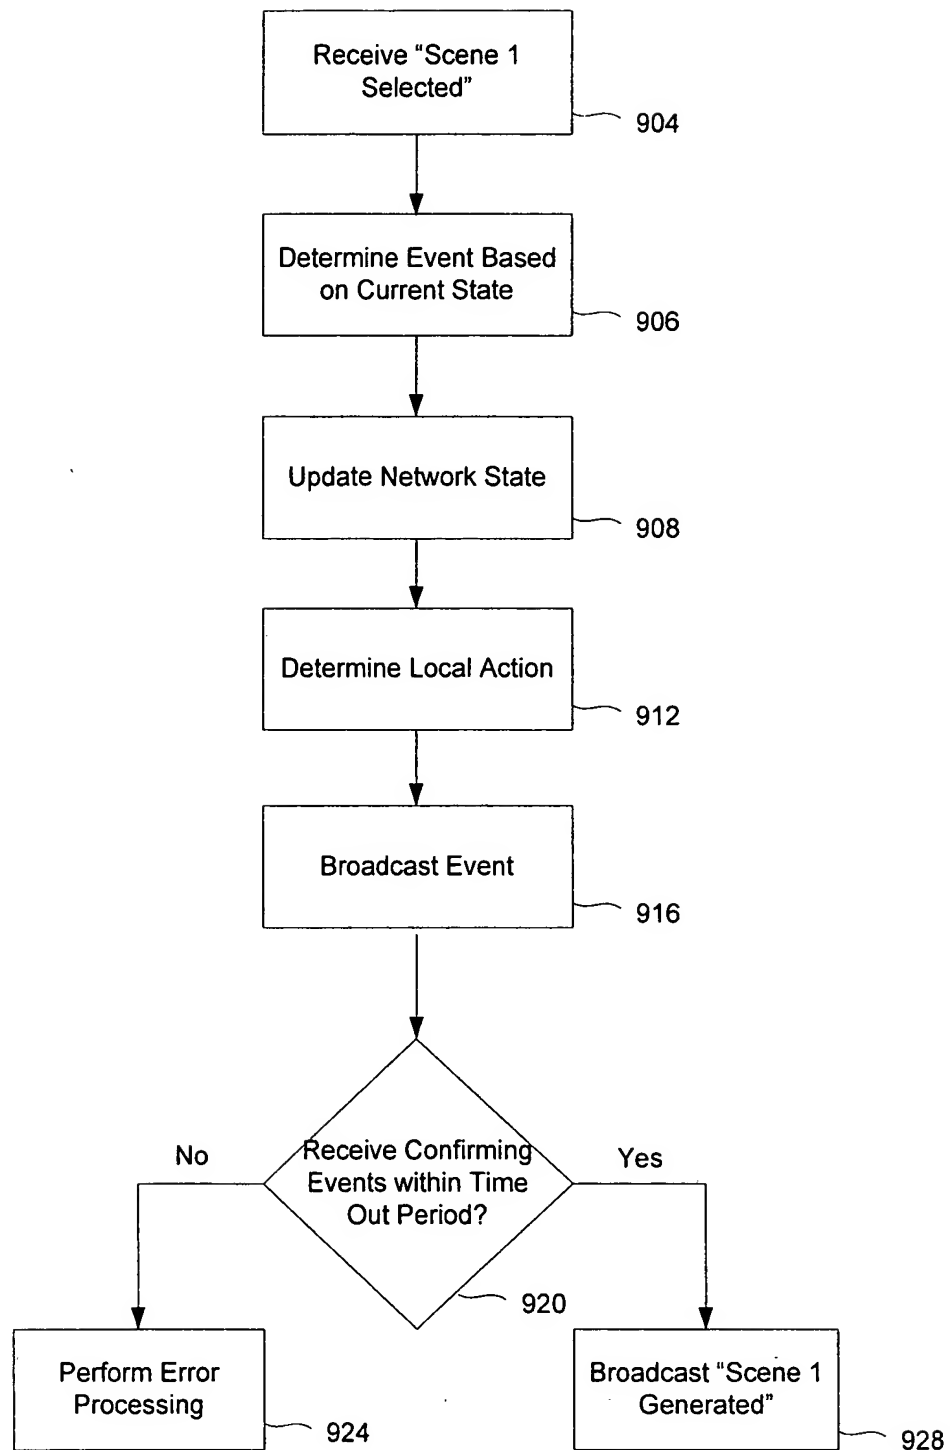 Receive “Scene 1
Selected”
904
Determine Event Based
on Current State
906
Update Network State
908
Determine Local Action
912
Broadcast Event
916
No
Receive Confirming
Events within Time
Out Period?
Yes
920
Perform Error
Processing
924
Broadcast “Scene 1
Generated”
928